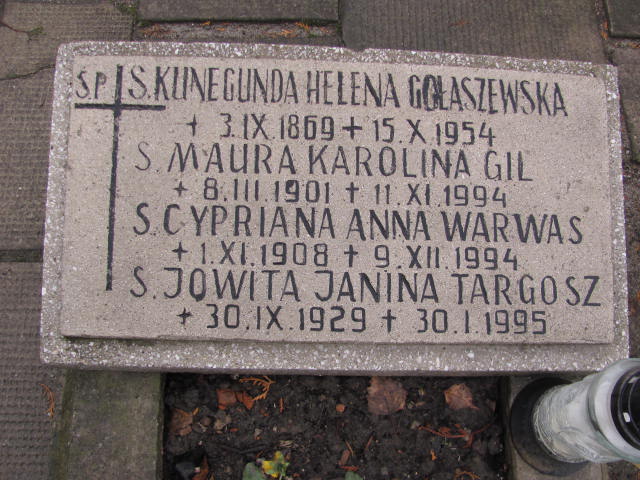 Ś.P. S. KUNEGUNDA HELENA GOŁASZEWSKA
+ 3.IX.1869 + 15.X.1954
S. MAURA KAROLINA GIL
+ 8.III.1901 + 11.XI.1994
S. CYPRIANA ANNA WARWAS
+ 1.XI.1908 + 9.XII.1994
S. JOWITA JANINA TARGOSZ
+ 30.IX.1929 + 30.I.1995